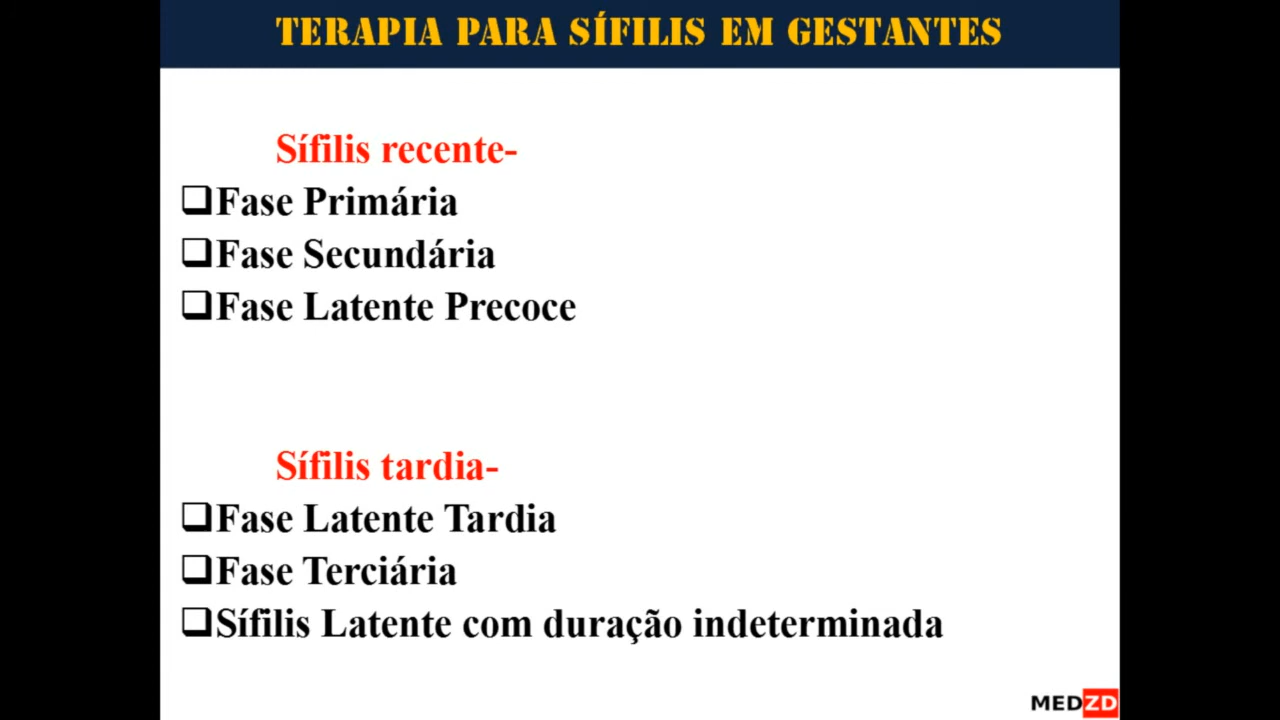 TERAPIA PARA SÍFILIS EM GESTANTES
Sífilis recente-
Fase Primária
Fase Secundária
Fase Latente Precoce
Sífilis tardia-
Fase Latente Tardia
Fase Terciária
Sífilis Latente com duração indeterminada
MEDZD